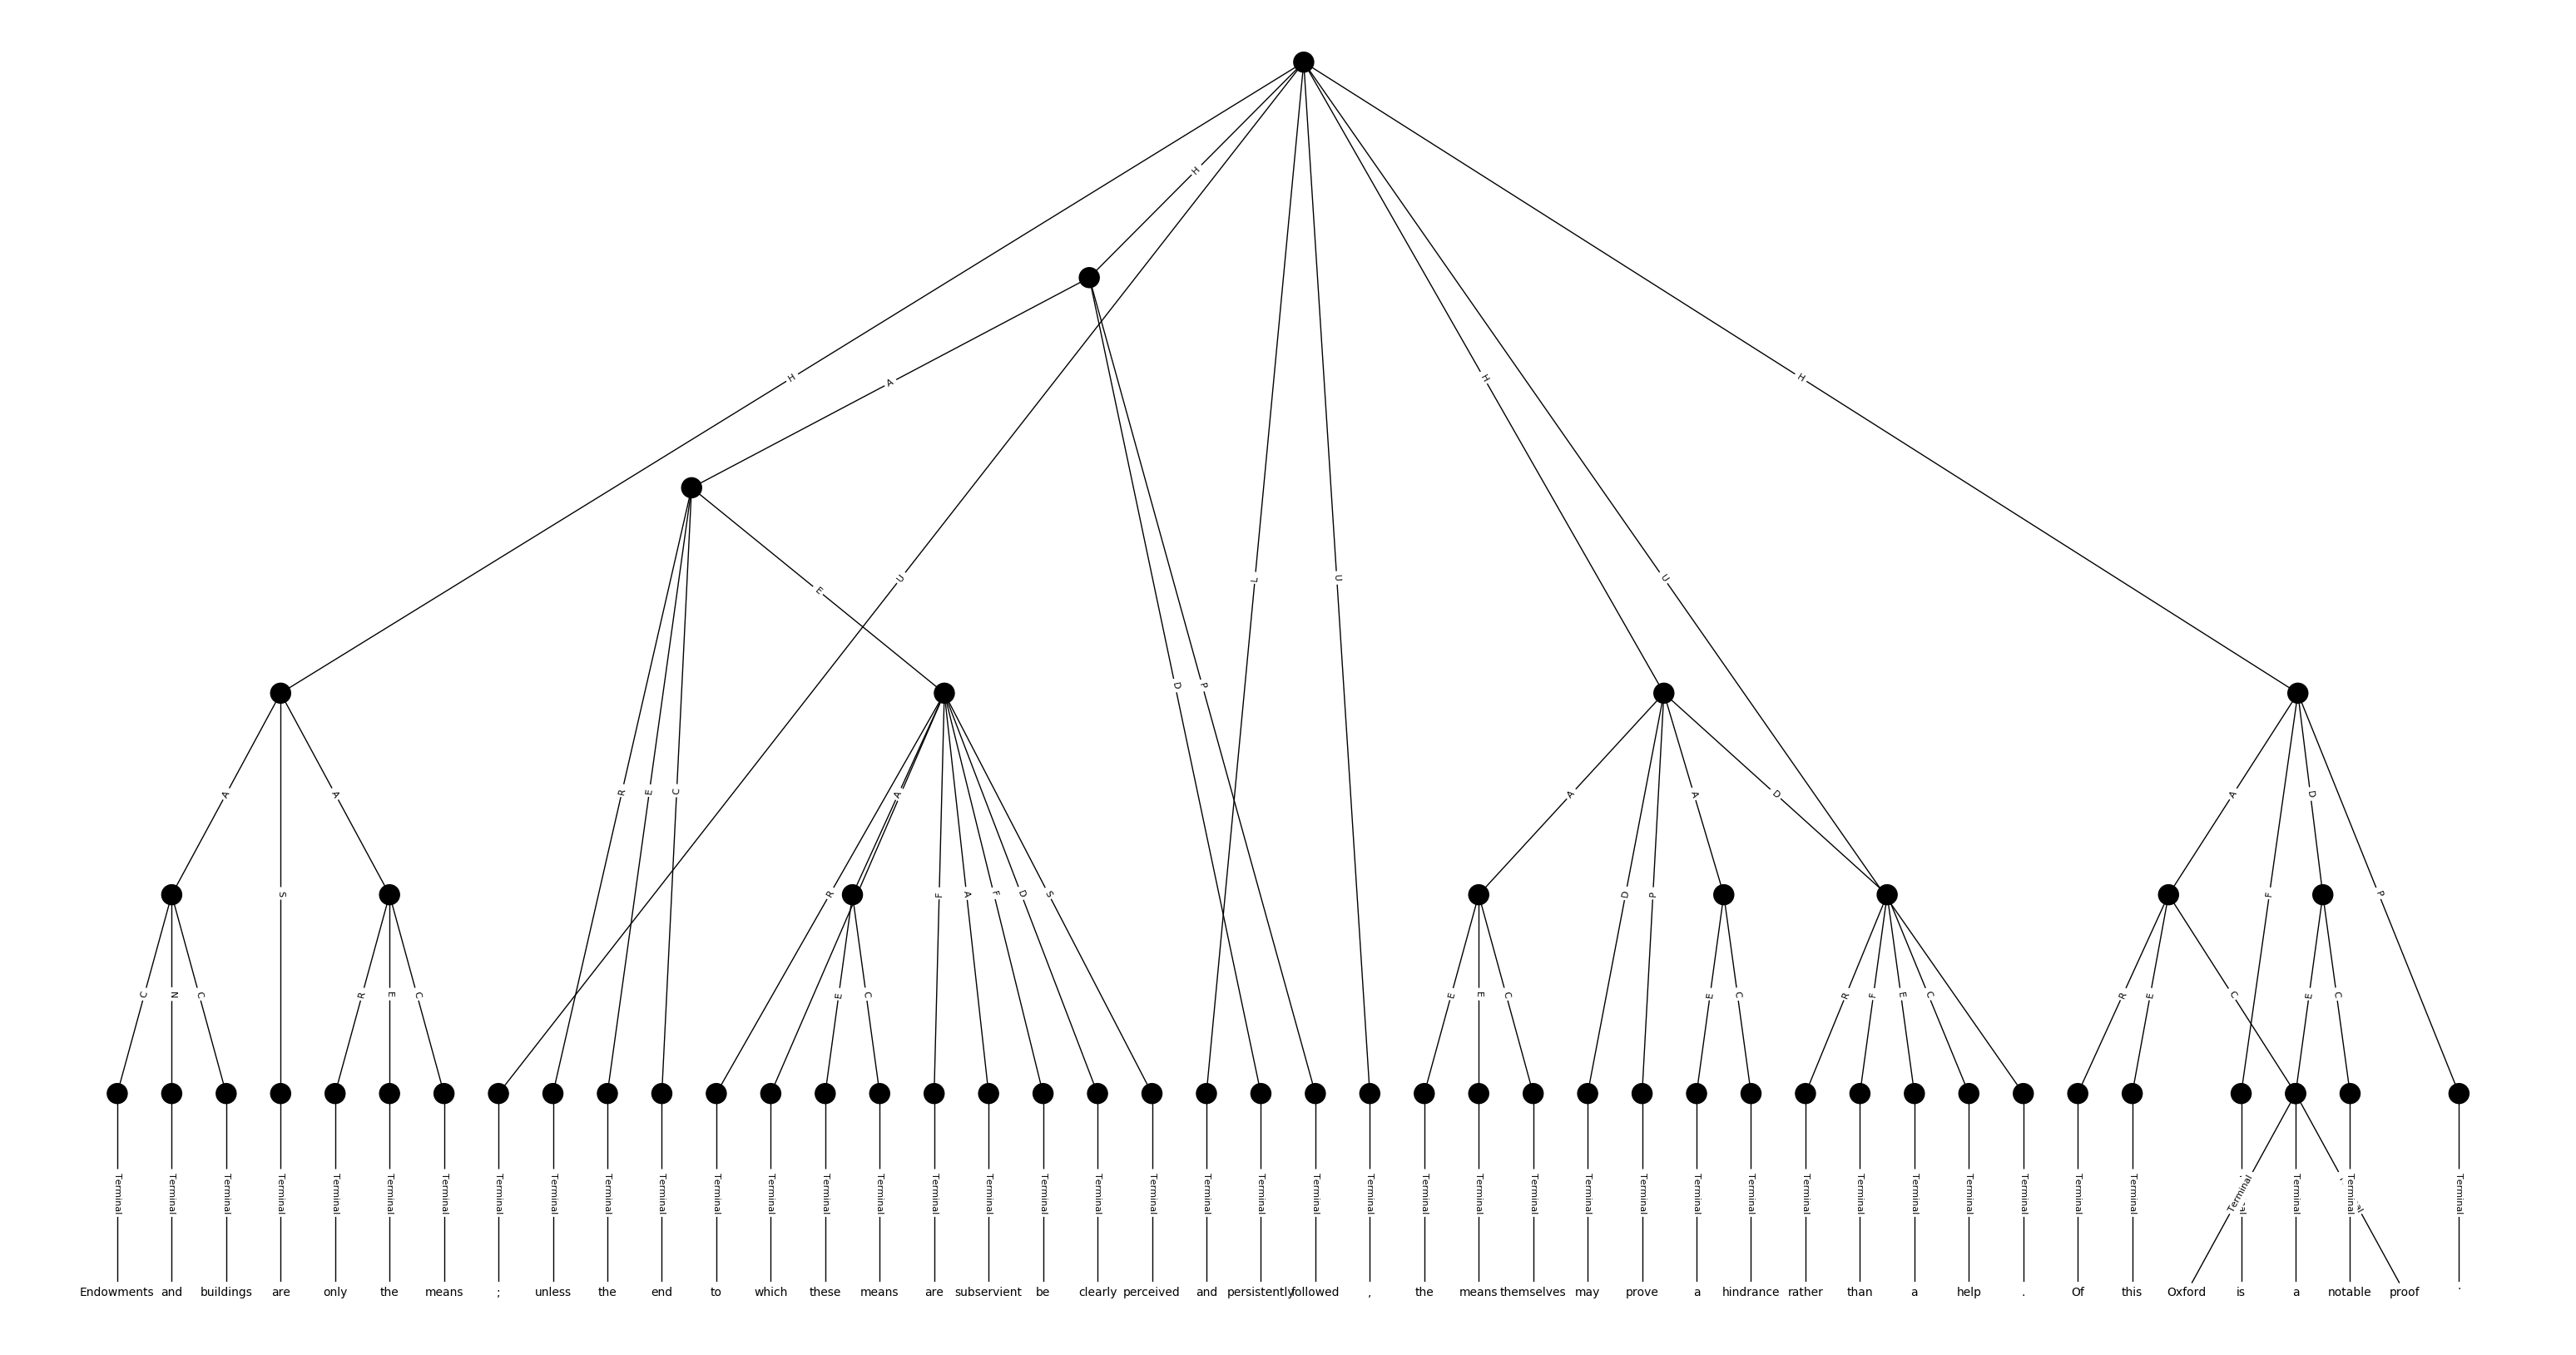 H
H
A
H
H
U
E
L
U
U
A
S
A
R
E
C
R
A
F
A
F
D
S
D
P
A
D
P
A
D
A
F
D
P
C
N
C
R
E
C
E
C
E
E
C
E
C
R
F
E
C
R
E
C
E
C
Terminal Terminal Terminal Terminal Terminal Terminal Terminal Terminal Terminal Terminal Terminal Terminal Terminal Terminal Terminal Terminal Terminal Terminal Terminal Terminal Terminal Terminal Terminal Terminal Terminal Terminal Terminal Terminal Terminal Terminal Terminal Terminal Terminal Terminal Terminal Terminal Terminal Terminal Terminal Terminal Terminal Terminal
Endowments and buildings are only the means ; unless the end to which these means are subservient be clearly perceived and persistently followed , the means themselves may prove a hindrance rather than a help . Of this Oxford is a notable proof .